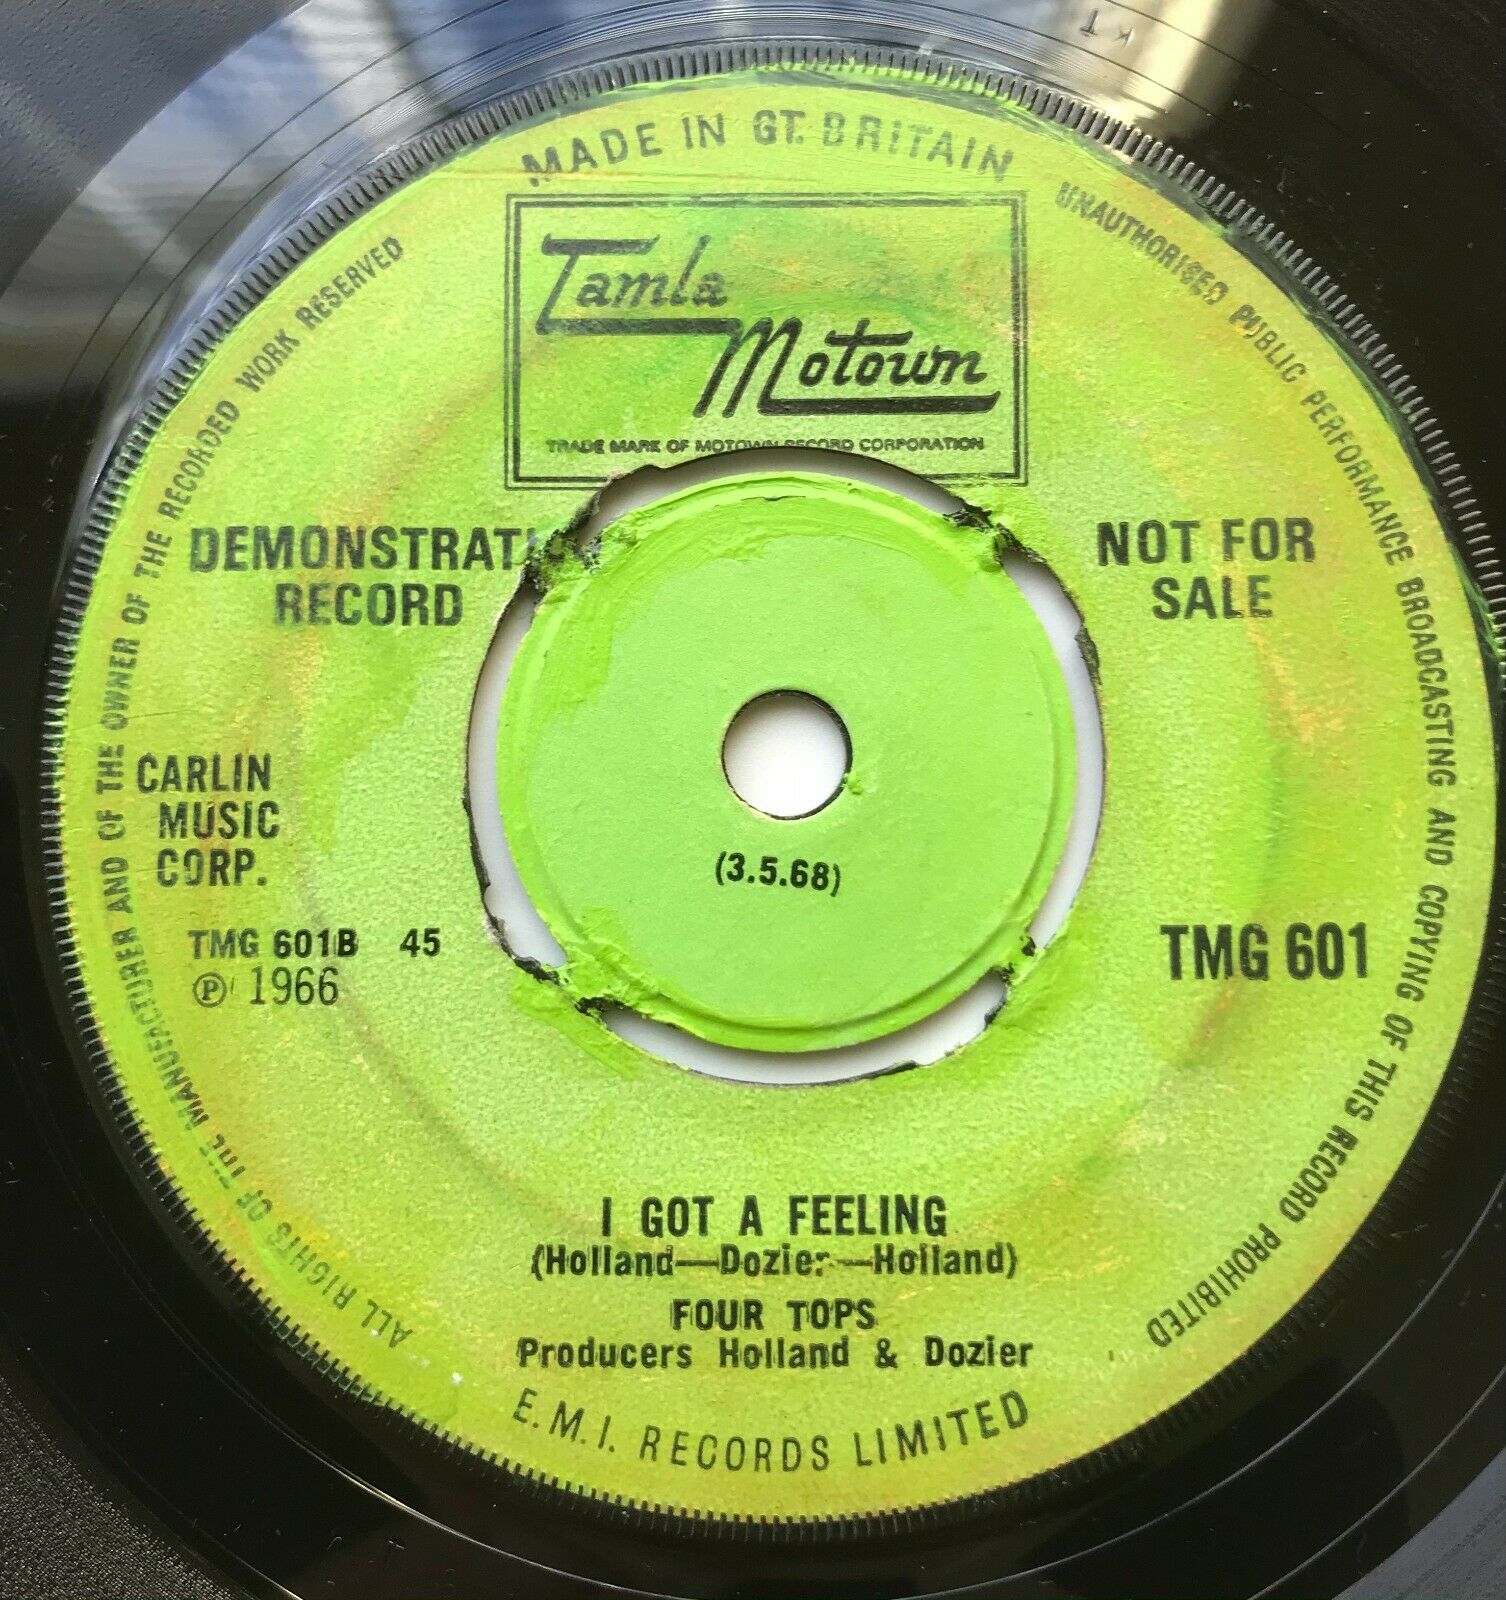 KT
MADE IN GT. BRITAIN
Tamla
Motown
TRADE MARK OF MOTOWN RECORD CORPORATION
ALL RIGHTS OF THE MANUFACTURER AND OF THE OWNER OF THE RECORDED WORK RESERVED
UNAUTHORISED PUBLIC PERFORMANCE BROADCASTING AND COPYING OF THIS RECORD PROHIBITED
DEMONSTRATI
RECORD
NOT FOR
SALE
CARLIN
MUSIC
CORP.
(3.5.68)
TMG 601B 45
℗ 1966
TMG 601
I GOT A FEELING
(Holland—Dozier—Holland)
FOUR TOPS
Producers Holland & Dozier
E.M.I. RECORDS LIMITED